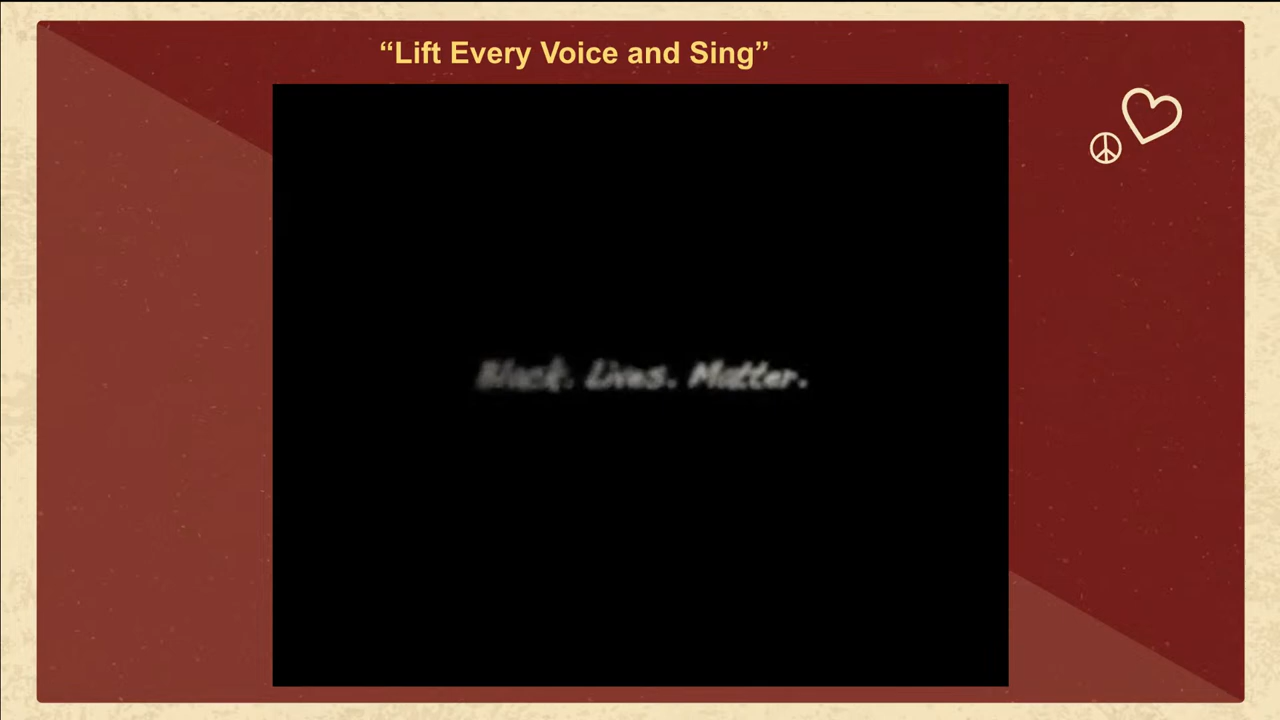 “Lift Every Voice and Sing”
Black. Lives. Matter.